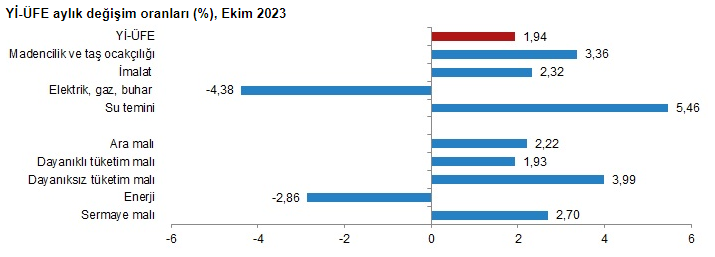 Yİ-ÜFE aylık değişim oranları (%), Ekim 2023
Yİ-ÜFE 1,94
Madencilik ve taş ocakçılığı 3,36
İmalat 2,32
Elektrik, gaz, buhar -4,38
Su temini 5,46
Ara malı 2,22
Dayanıklı tüketim malı 1,93
Dayanıksız tüketim malı 3,99
Enerji -2,86
Sermaye malı 2,70
-6 -4 -2 0 2 4 6